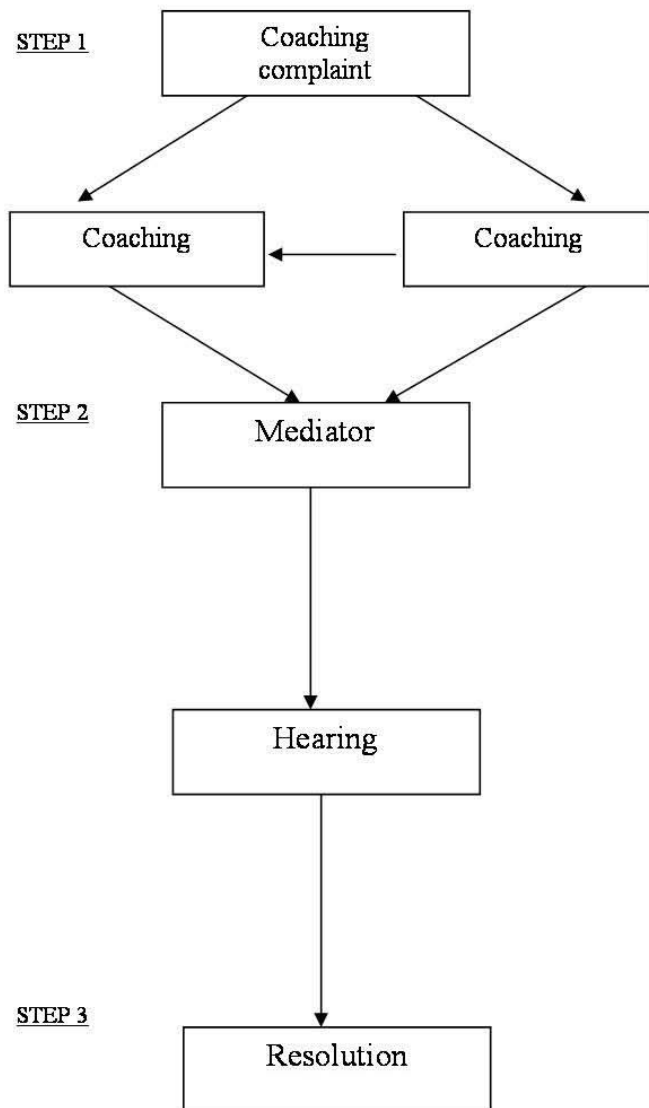 STEP 1
Coaching
complaint
Coaching
Coaching
STEP 2
Mediator
Hearing
STEP 3
Resolution